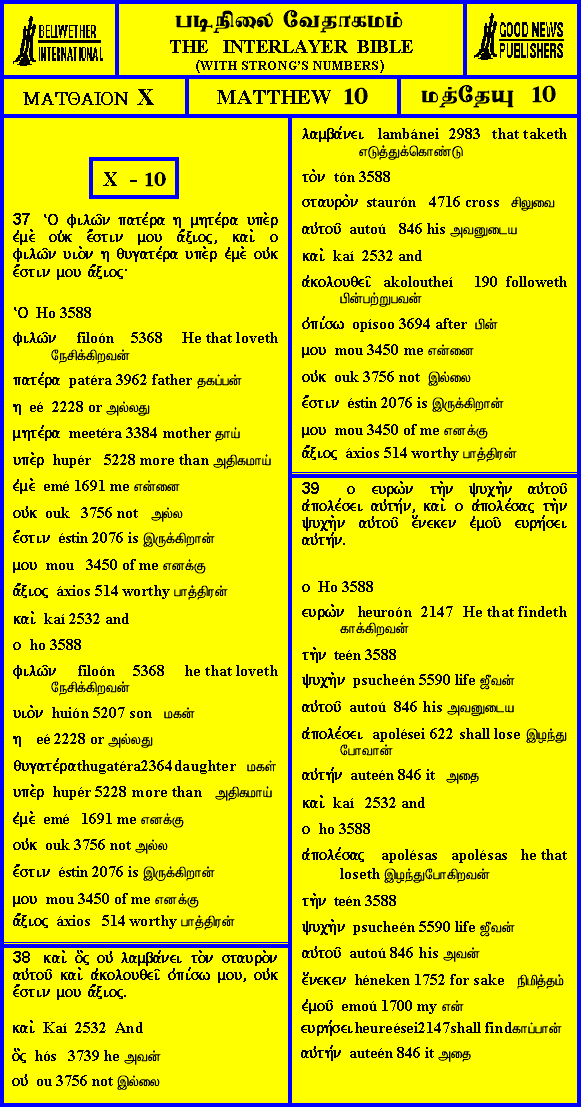 BELLWETHER
INTERNATIONAL
படிநிலை வேதாகமம்
THE INTERLAYER BIBLE
(WITH STRONG'S NUMBERS)
GOOD NEWS
PUBLISHERS
ΜΑΤΘΑΙΟΝ X
MATTHEW 10
மத்தேயு 10
X - 10
37 Ὁ φιλῶν πατέρα η μητέρα υπὲρ
ἐμὲ οὐκ ἔστιν μου ἄξιος, καὶ ο
φιλῶν υιὸν η θυγατέρα υπὲρ ἐμὲ οὐκ
ἔστιν μου ἄξιος·
Ὁ Ho 3588
φιλῶν filoón 5368 He that loveth
நேசிக்கிறவன்
πατέρα patéra 3962 father தகப்பன்
η eé 2228 or அல்லது
μητέρα meetéra 3384 mother தாய்
υπὲρ hupér 5228 more than அதிகமாய்
ἐμὲ emé 1691 me என்னை
οὐκ ouk 3756 not அல்ல
ἔστιν éstin 2076 is இருக்கிறான்
μου mou 3450 of me எனக்கு
ἄξιος áxios 514 worthy பாத்திரன்
καὶ kaí 2532 and
ο ho 3588
φιλῶν filoón 5368 he that loveth
நேசிக்கிறவன்
υιὸν huión 5207 son மகன்
η eé 2228 or அல்லது
θυγατέρα thugatéra 2364 daughter மகள்
υπὲρ hupér 5228 more than அதிகமாய்
ἐμὲ emé 1691 me எனக்கு
οὐκ ouk 3756 not அல்ல
ἔστιν éstin 2076 is இருக்கிறான்
μου mou 3450 of me எனக்கு
ἄξιος áxios 514 worthy பாத்திரன்
38 καὶ ὃς οὐ λαμβάνει τὸν σταυρὸν
αὐτοῦ καὶ ἀκολουθεῖ ὀπίσω μου, οὐκ
ἔστιν μου ἄξιος.
καὶ Kaí 2532 And
ὃς hós 3739 he அவன்
οὐ ou 3756 not இல்லை
λαμβάνει lambánei 2983 that taketh
எடுத்துக்கொண்டு
τὸν tón 3588
σταυρὸν staurón 4716 cross சிலுவை
αὐτοῦ autoú 846 his அவனுடைய
καὶ kaí 2532 and
ἀκολουθεῖ akoloutheí 190 followeth
பின்பற்றுபவன்
ὀπίσω opísoo 3694 after பின்
μου mou 3450 me என்னை
οὐκ ouk 3756 not இல்லை
ἔστιν éstin 2076 is இருக்கிறான்
μου mou 3450 of me எனக்கு
ἄξιος áxios 514 worthy பாத்திரன்
39 ο ευρὼν τὴν ψυχὴν αὐτοῦ
ἀπολέσει αὐτήν, καὶ ο ἀπολέσας τὴν
ψυχὴν αὐτοῦ ἕνεκεν ἐμοῦ ευρήσει
αὐτήν.
ο Ho 3588
ευρὼν heuroón 2147 He that findeth
காக்கிறவன்
τὴν teén 3588
ψυχὴν psucheén 5590 life ஜீவன்
αὐτοῦ autoú 846 his அவனுடைய
ἀπολέσει apolései 622 shall lose இழந்து
போவான்
αὐτήν auteén 846 it அதை
καὶ kaí 2532 and
ο ho 3588
ἀπολέσας apolésas apolésas he that
loseth இழந்துபோகிறவன்
τὴν teén 3588
ψυχὴν psucheén 5590 life ஜீவன்
αὐτοῦ autoú 846 his அவன்
ἕνεκεν héneken 1752 for sake நிமித்தம்
ἐμοῦ emoú 1700 my என்
ευρήσει heureései 2147 shall find காப்பான்
αὐτήν auteén 846 it அதை